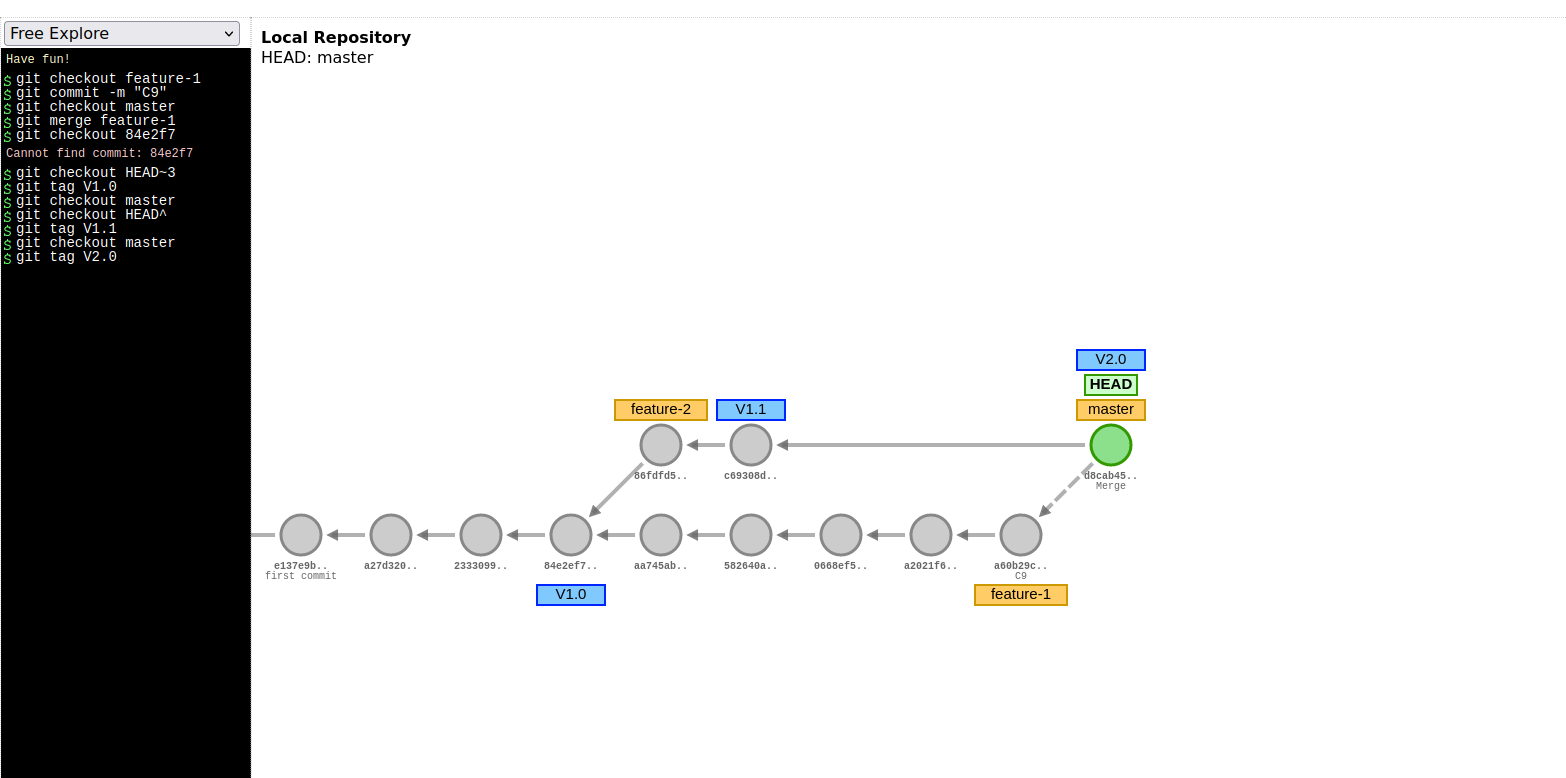 Free Explore
Have fun!
$ git checkout feature-1
$ git commit -m "C9"
$ git checkout master
$ git merge feature-1
$ git checkout 84e2f7
Cannot find commit: 84e2f7
$ git checkout HEAD~3
$ git tag V1.0
$ git checkout master
$ git checkout HEAD^
$ git tag V1.1
$ git checkout master
$ git tag V2.0
Local Repository
HEAD: master
V2.0
HEAD
feature-2 V1.1 master
86fdfd5.. c69308d.. d8cab45..
Merge
e137e9b.. a27d320.. 2333099.. 84e2ef7.. aa745ab.. 582640a.. 0668ef5.. a2021f6.. a60b29c..
first commit C9
V1.0 feature-1